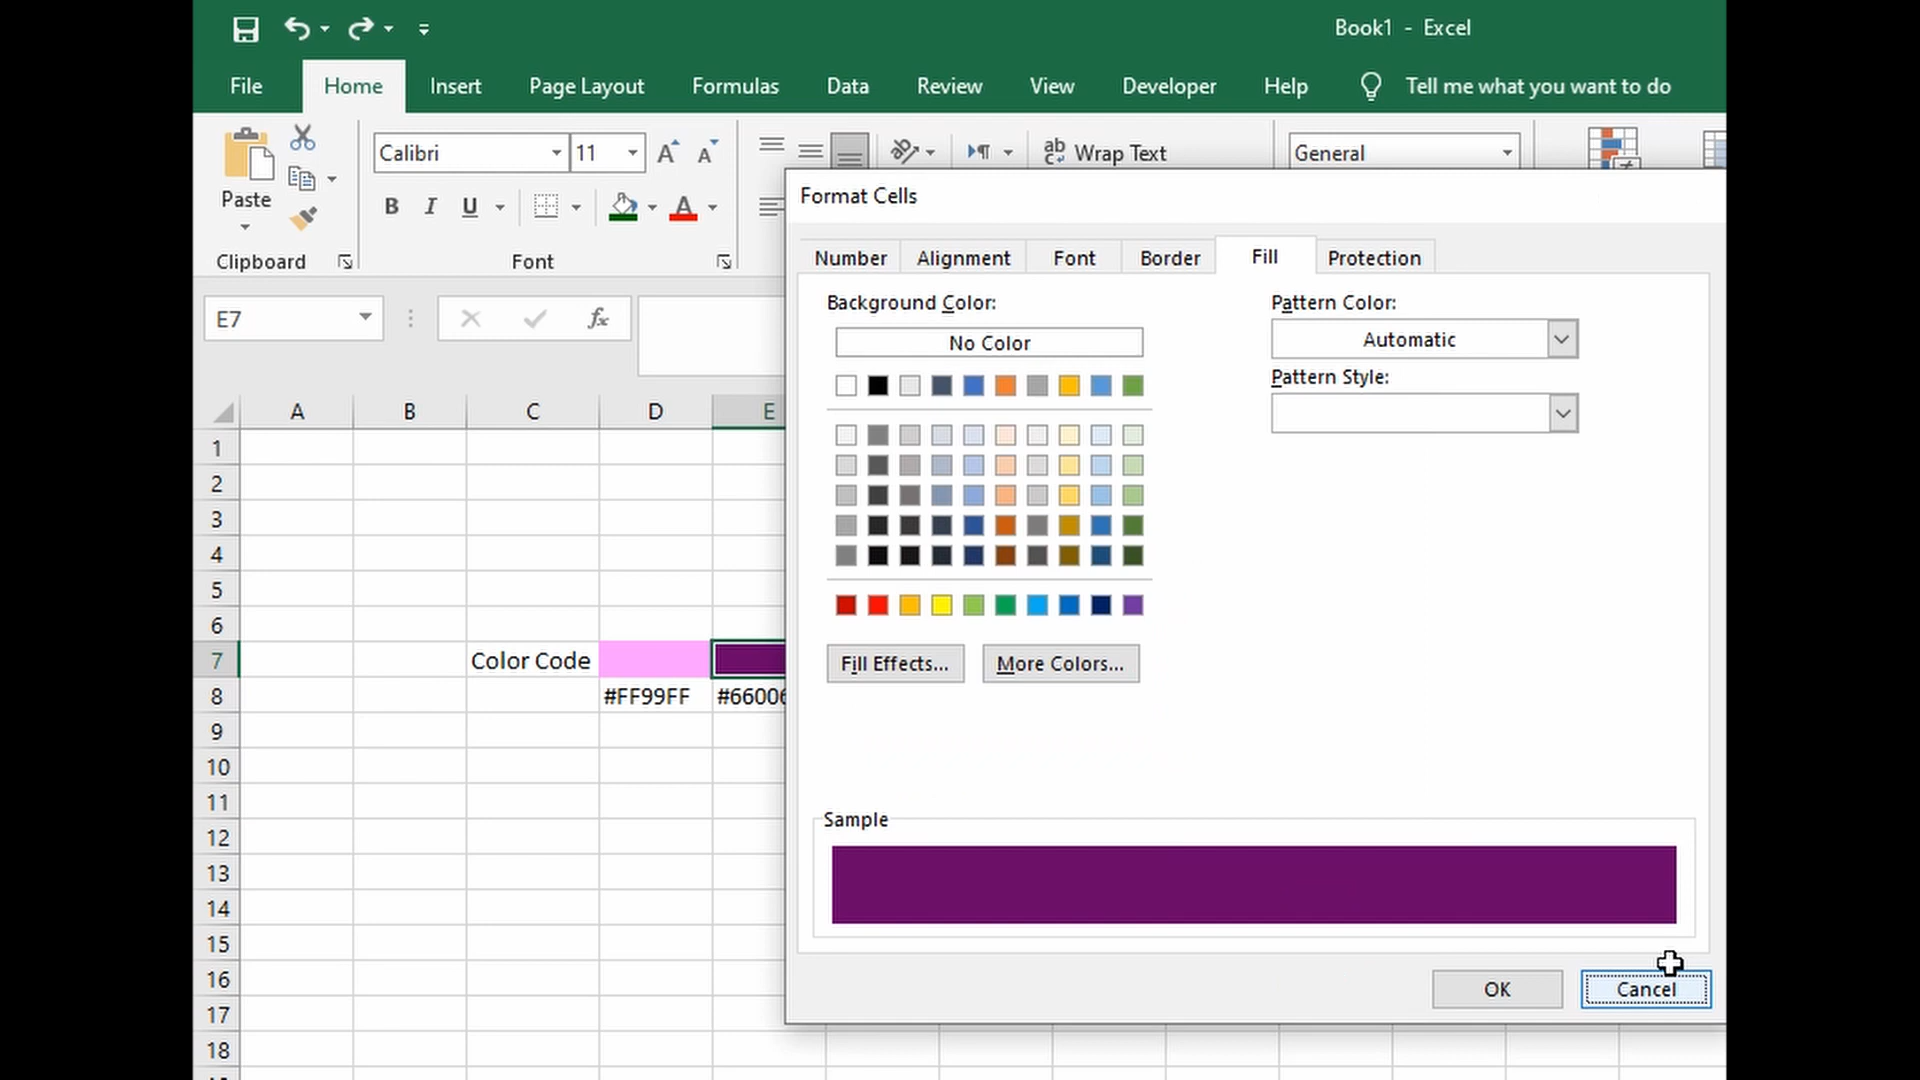 Book1 - Excel
File Home Insert Page Layout Formulas Data Review View Developer Help Tell me what you want to do
Calibri 11 ab Wrap Text General
Paste
B I U A
Clipboard Font
Format Cells
Number Alignment Font Border Fill Protection
Background Color: Pattern Color:
E7 fx
No Color Automatic
Pattern Style:
A B C D E
1
2
3
4
5
6
Fill Effects... More Colors...
7 Color Code
8 #FF99FF #66006
9
10
11
Sample
12
13
14
15
16
OK Cancel
17
18